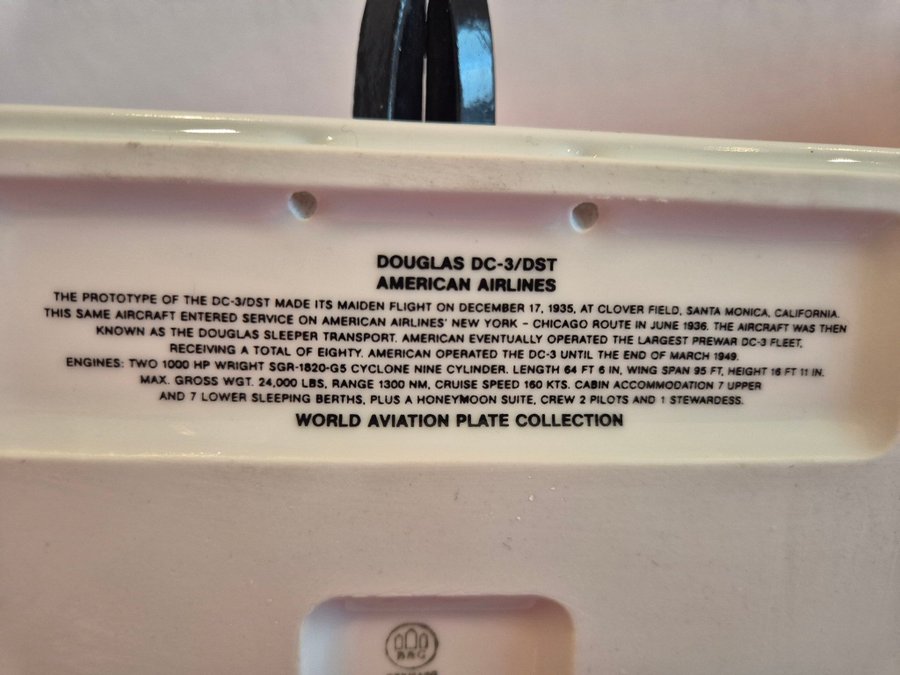 DOUGLAS DC-3/DST
AMERICAN AIRLINES
THE PROTOTYPE OF THE DC-3/DST MADE ITS MAIDEN FLIGHT ON DECEMBER 17, 1935, AT CLOVER FIELD, SANTA MONICA, CALIFORNIA.
THIS SAME AIRCRAFT ENTERED SERVICE ON AMERICAN AIRLINES' NEW YORK - CHICAGO ROUTE IN JUNE 1936. THE AIRCRAFT WAS THEN
KNOWN AS THE DOUGLAS SLEEPER TRANSPORT. AMERICAN EVENTUALLY OPERATED THE LARGEST PREWAR DC-3 FLEET,
RECEIVING A TOTAL OF EIGHTY. AMERICAN OPERATED THE DC-3 UNTIL THE END OF MARCH 1949.
ENGINES: TWO 1000 HP WRIGHT SGR-1820-G5 CYCLONE NINE CYLINDER. LENGTH 64 FT 6 IN, WING SPAN 95 FT, HEIGHT 16 FT 11 IN.
MAX. GROSS WGT. 24,000 LBS, RANGE 1300 NM, CRUISE SPEED 160 KTS. CABIN ACCOMMODATION 7 UPPER
AND 7 LOWER SLEEPING BERTHS, PLUS A HONEYMOON SUITE, CREW 2 PILOTS AND 1 STEWARDESS.
WORLD AVIATION PLATE COLLECTION